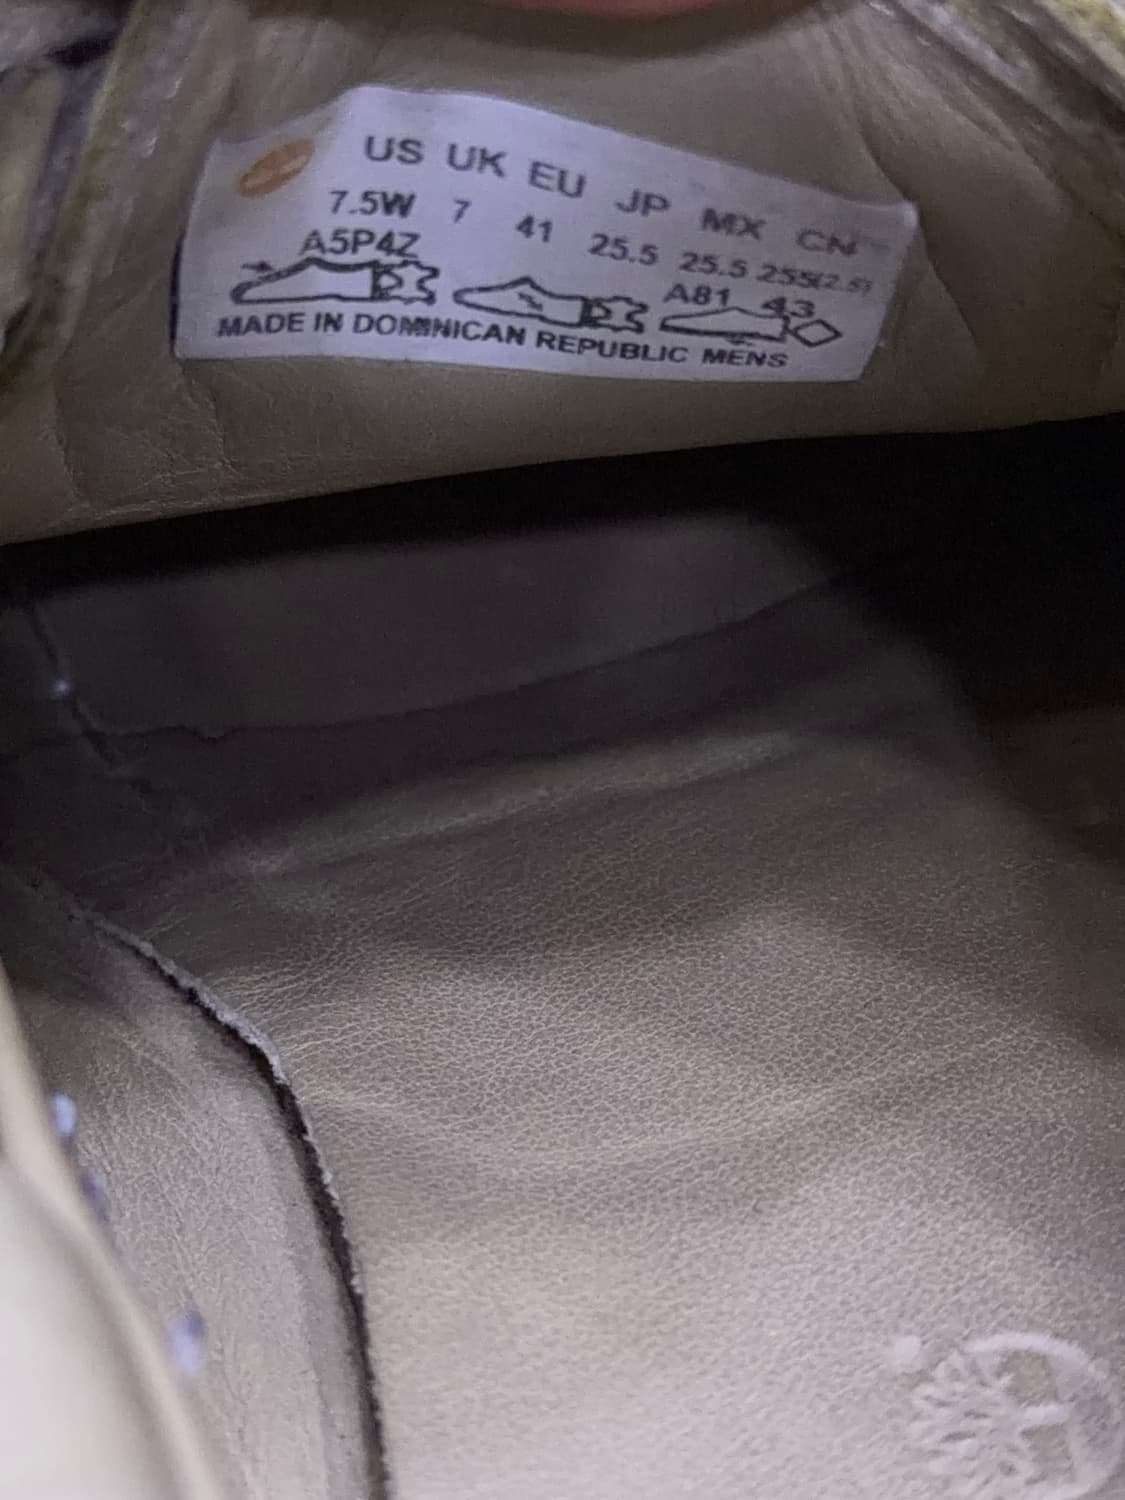 US UK EU JP MX CN
7.5W 7 41 25.5 25.5 255(2.5)
A5P4Z A81 43
MADE IN DOMINICAN REPUBLIC MENS